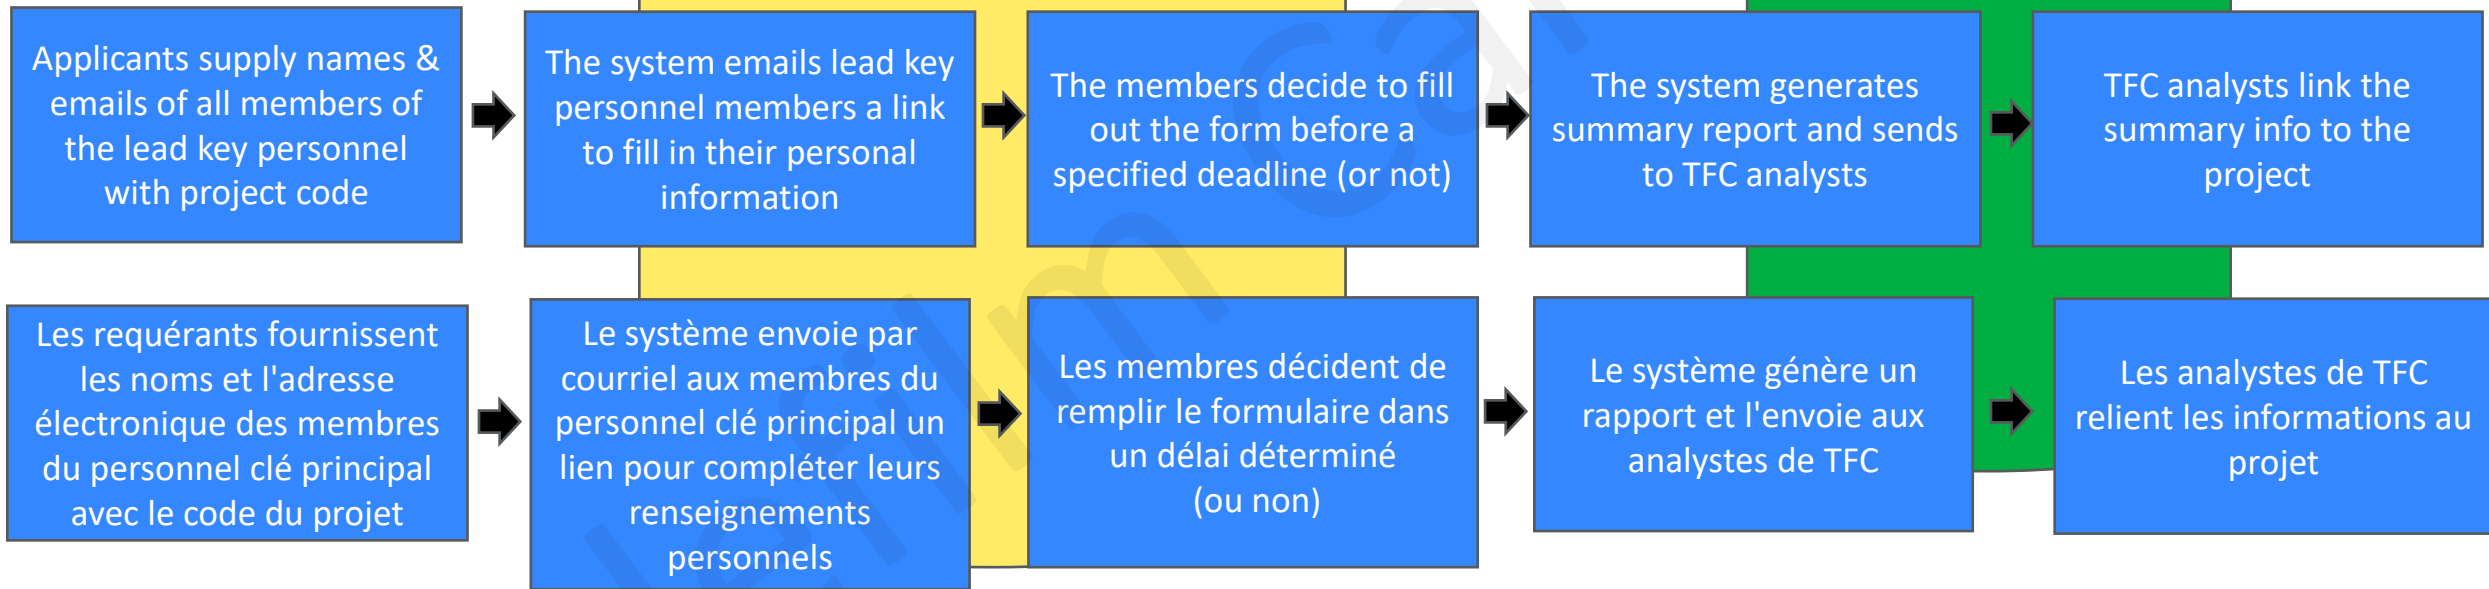 Applicants supply names &
emails of all members of
the lead key personnel
with project code
The system emails lead key
personnel members a link
to fill in their personal
information
The members decide to fill
out the form before a
specified deadline (or not)
The system generates
summary report and sends
to TFC analysts
TFC analysts link the
summary info to the
project
Les requérants fournissent
les noms et l'adresse
électronique des membres
du personnel clé principal
avec le code du projet
Le système envoie par
courriel aux membres du
personnel clé principal un
lien pour compléter leurs
renseignements
personnels
Les membres décident de
remplir le formulaire dans
un délai déterminé
(ou non)
Le système génère un
rapport et l'envoie aux
analystes de TFC
Les analystes de TFC
relient les informations au
projet